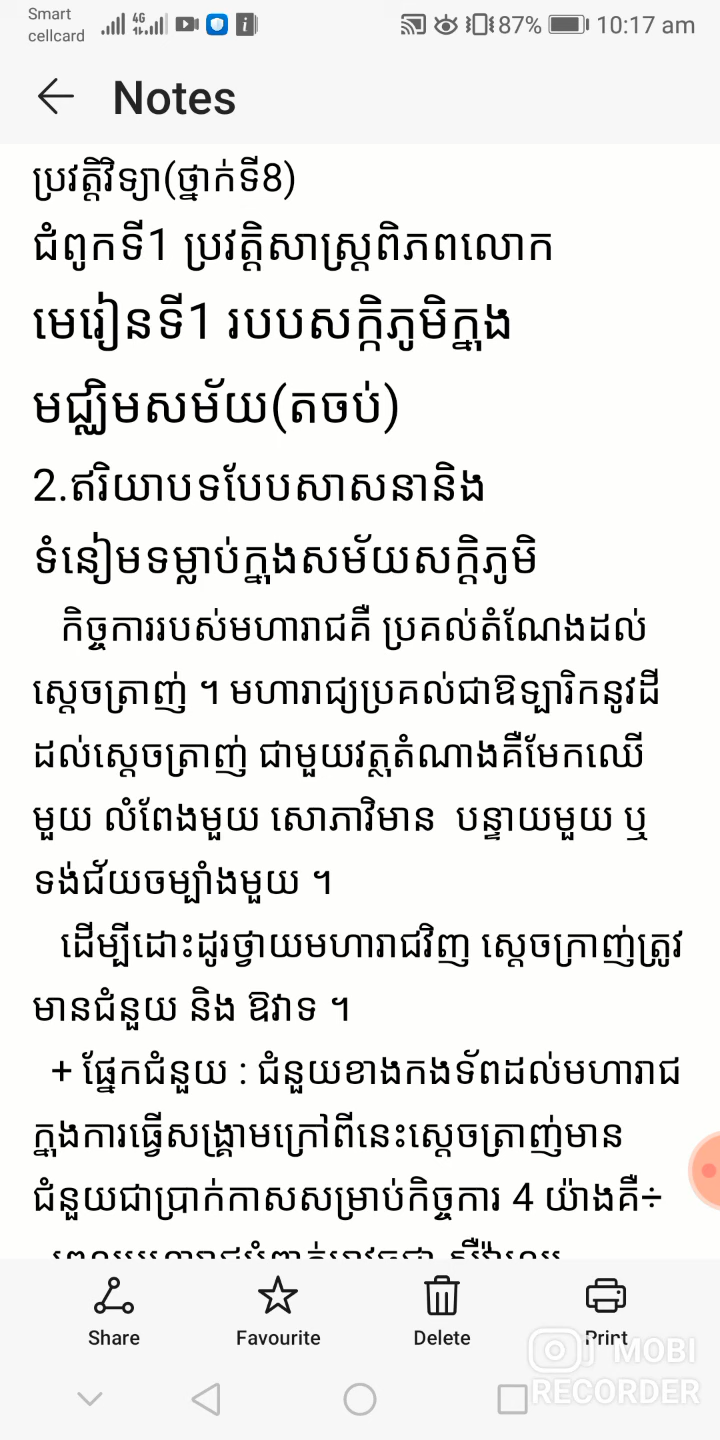 Smart
cellcard
4G
87% 10:17 am
Notes
ប្រវត្តិវិទ្យា(ថ្នាក់ទី8)
ជំពូកទី1 ប្រវត្តិសាស្ត្រពិភពលោក
មេរៀនទី1 របបសក្តិភូមិក្នុង
មជ្ឈិមសម័យ(តចប់)
2.ឥរិយាបទបែបសាសនានិង
ទំនៀមទម្លាប់ក្នុងសម័យសក្តិភូមិ
កិច្ចការរបស់មហារាជគឺ ប្រគល់តំណែងដល់
ស្តេចត្រាញ់ ។ មហារាជ្យប្រគល់ជាឱទ្បារិកនូវដី
ដល់ស្តេចត្រាញ់ ជាមួយវត្ថុតំណាងគឺមែកឈើ
មួយ លំពែងមួយ សោភាវិមាន បន្ទាយមួយ ឬ
ទង់ជ័យចម្បាំងមួយ ។
ដើម្បីដោះដូរថ្វាយមហារាជវិញ ស្តេចក្រាញ់ត្រូវ
មានជំនួយ និង ឱវាទ ។
+ ផ្នែកជំនួយ : ជំនួយខាងកងទ័ពដល់មហារាជ
ក្នុងការធ្វើសង្គ្រាមក្រៅពីនេះស្តេចត្រាញ់មាន
ជំនួយជាប្រាក់កាសសម្រាប់កិច្ចការ 4 យ៉ាងគឺ÷
Share Favourite Delete Print
MOBI
RECORDER